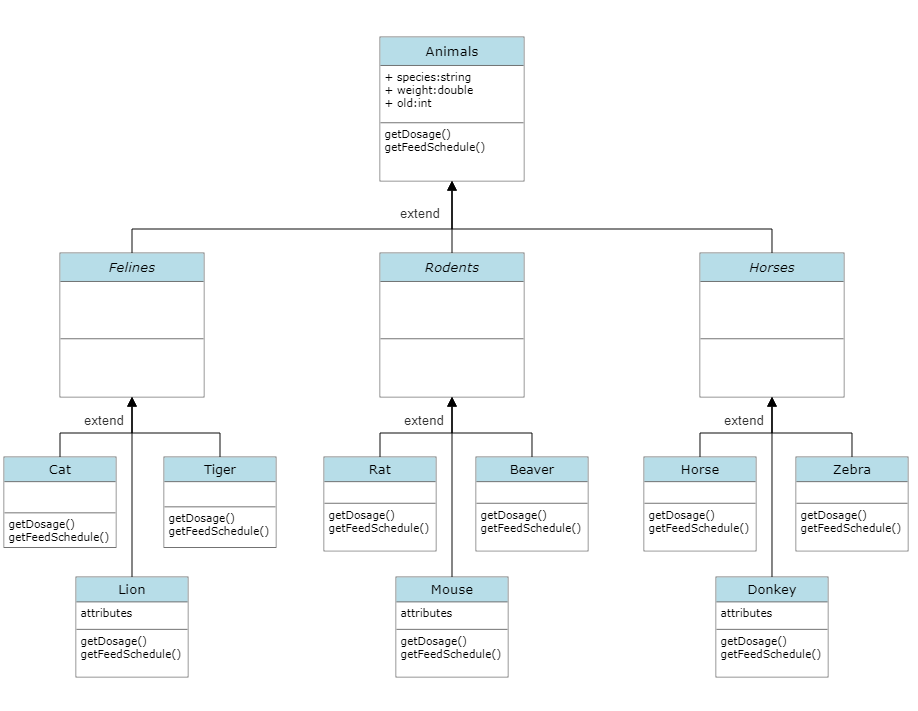 Animals
+ species:string
+ weight:double
+ old:int
getDosage()
getFeedSchedule()
extend
Felines
Rodents
Horses
extend
extend
extend
Cat
getDosage()
getFeedSchedule()
Tiger
getDosage()
getFeedSchedule()
Rat
getDosage()
getFeedSchedule()
Beaver
getDosage()
getFeedSchedule()
Horse
getDosage()
getFeedSchedule()
Zebra
getDosage()
getFeedSchedule()
Lion
attributes
getDosage()
getFeedSchedule()
Mouse
attributes
getDosage()
getFeedSchedule()
Donkey
attributes
getDosage()
getFeedSchedule()